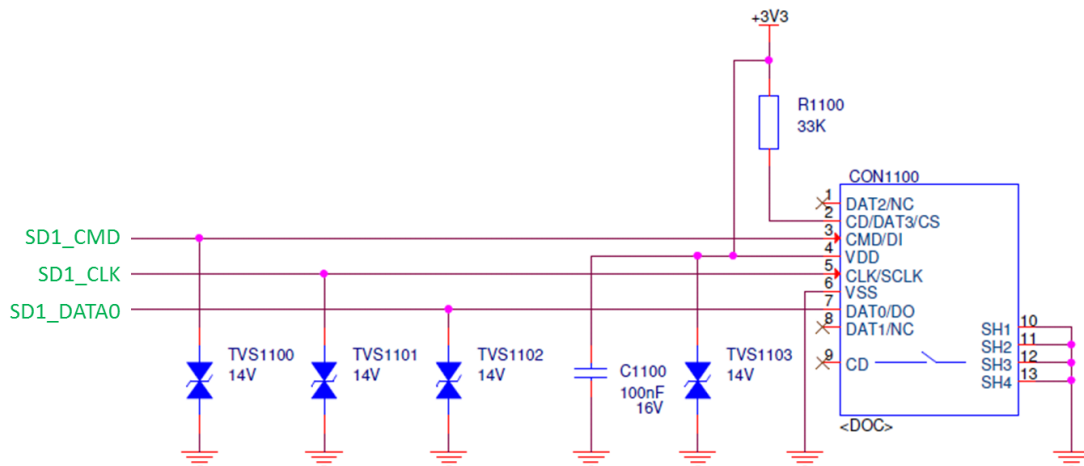 +3V3
R1100
33K
CON1100
1 DAT2/NC
2 CD/DAT3/CS
SD1_CMD 3 CMD/DI
4 VDD
SD1_CLK 5 CLK/SCLK
6 VSS
SD1_DATA0 7 DAT0/DO
8 DAT1/NC
SH1 10
SH2 11
SH3 12
SH4 13
9 CD
TVS1100
14V
TVS1101
14V
TVS1102
14V
C1100
100nF
16V
TVS1103
14V
<DOC>